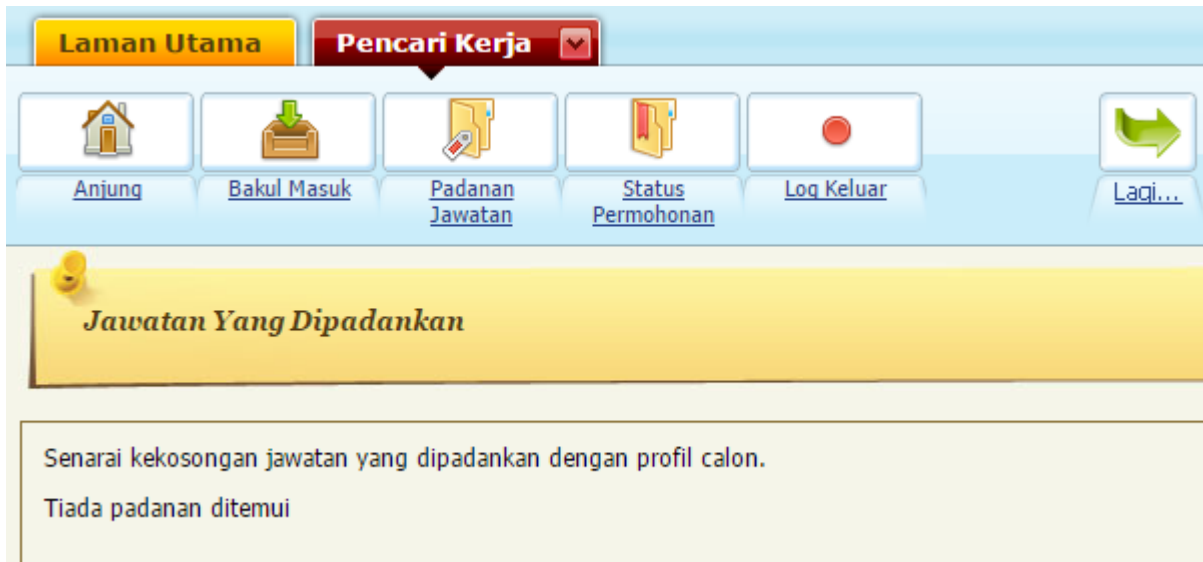 Laman Utama Pencari Kerja
Anjung Bakul Masuk Padanan Jawatan Status Permohonan Log Keluar Lagi...
Jawatan Yang Dipadankan
Senarai kekosongan jawatan yang dipadankan dengan profil calon.
Tiada padanan ditemui